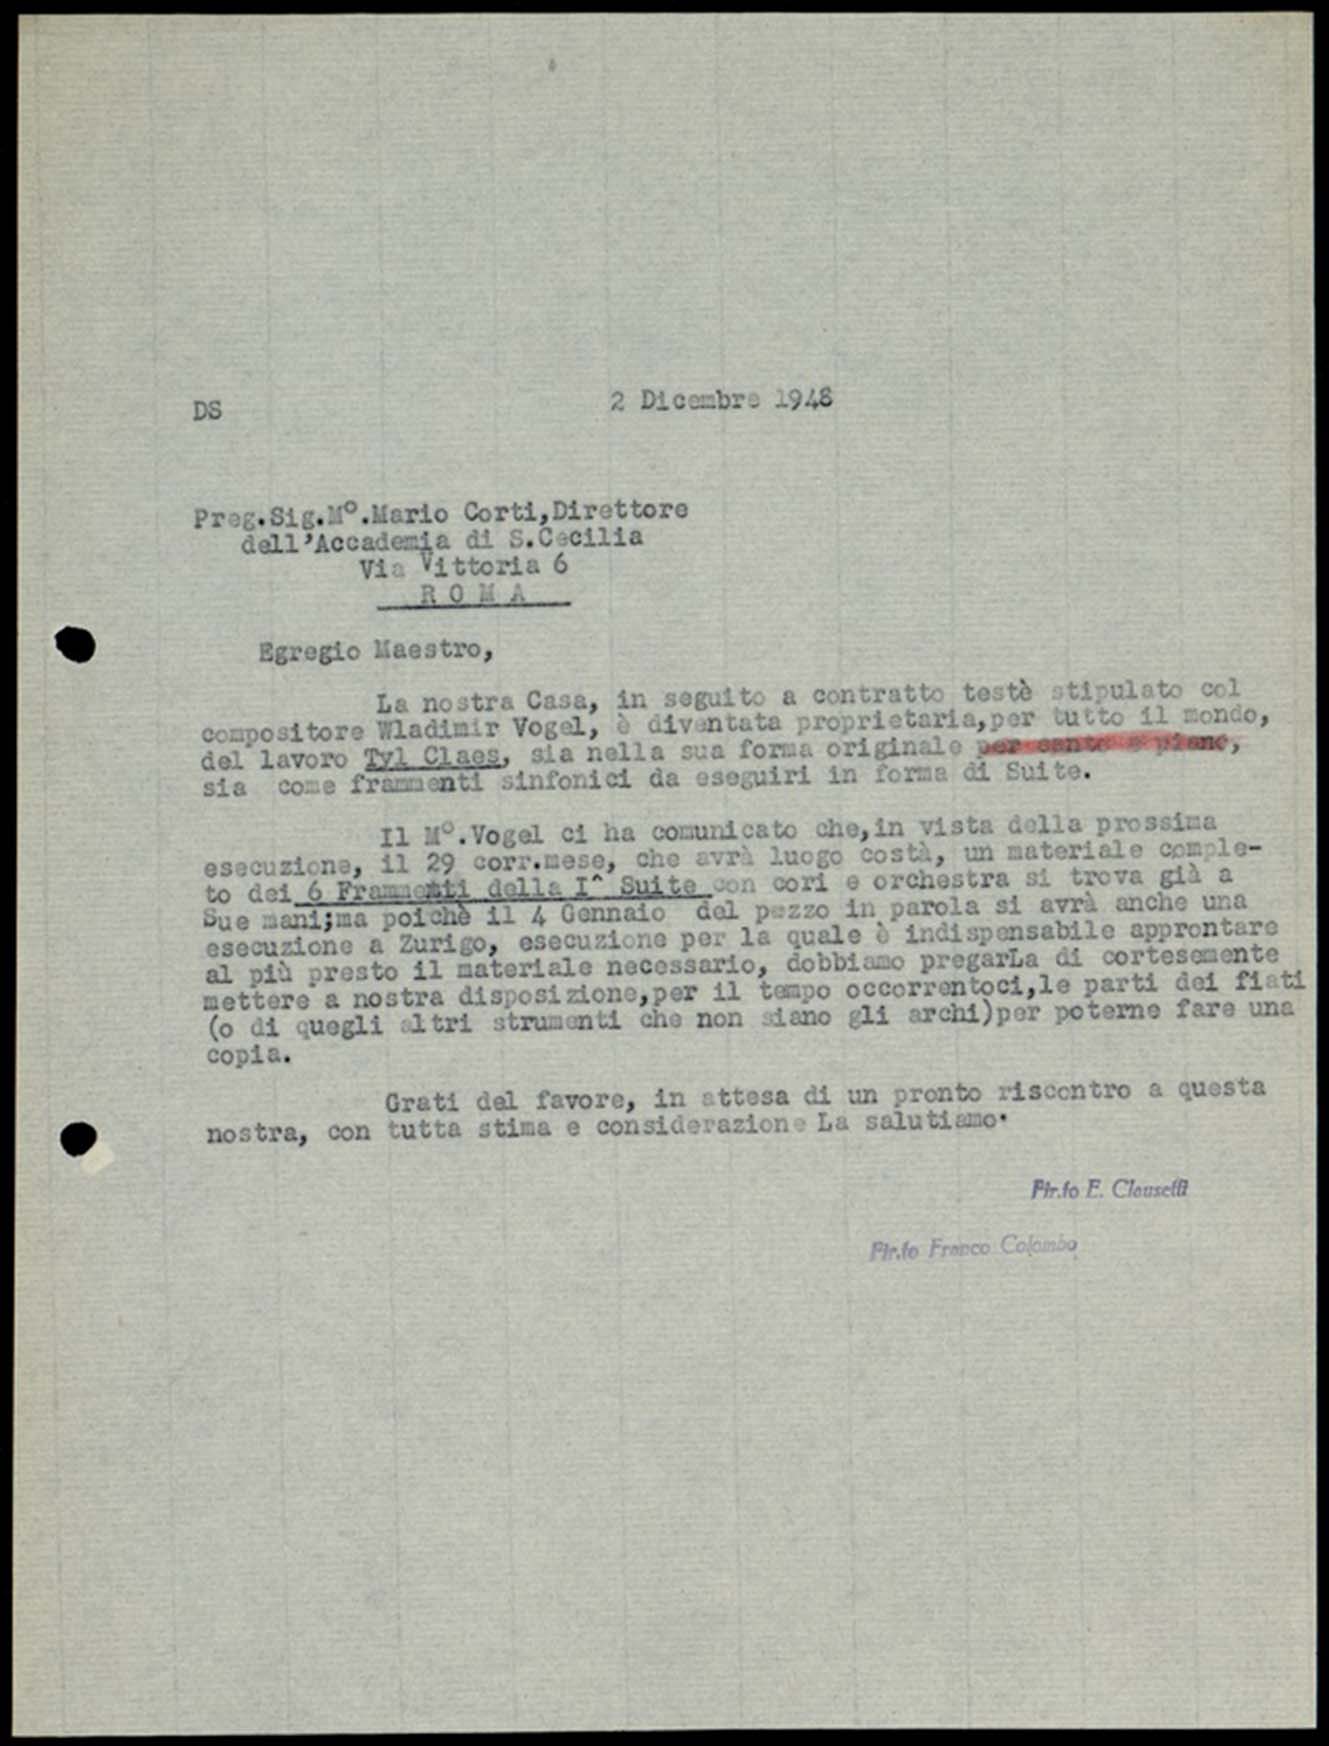 DS
2 Dicembre 1948
Preg.Sig.M°.Mario Corti,Direttore
dell'Accademia di S.Cecilia
Via Vittoria 6
R O M A
Egregio Maestro,
La nostra Casa, in seguito a contratto testè stipulato col
compositore Wladimir Vogel, è diventata proprietaria,per tutto il mondo,
del lavoro Tyl Claes, sia nella sua forma originale per canto e piano,
sia come frammenti sinfonici da eseguiri in forma di Suite.
Il M°.Vogel ci ha comunicato che,in vista della prossima
esecuzione, il 29 corr.mese, che avrà luogo costà, un materiale comple-
to dei 6 Frammenti della I^ Suite con cori e orchestra si trova già a
Sue mani;ma poichè il 4 Gennaio del pezzo in parola si avrà anche una
esecuzione a Zurigo, esecuzione per la quale è indispensabile approntare
al più presto il materiale necessario, dobbiamo pregarLa di cortesemente
mettere a nostra disposizione,per il tempo occorrentoci,le parti dei fiati
(o di quegli altri strumenti che non siano gli archi)per poterne fare una
copia.
Grati del favore, in attesa di un pronto riscontro a questa
nostra, con tutta stima e considerazione La salutiamo.
Fir.to E. Clausetti
Fir.to Franco Colombo